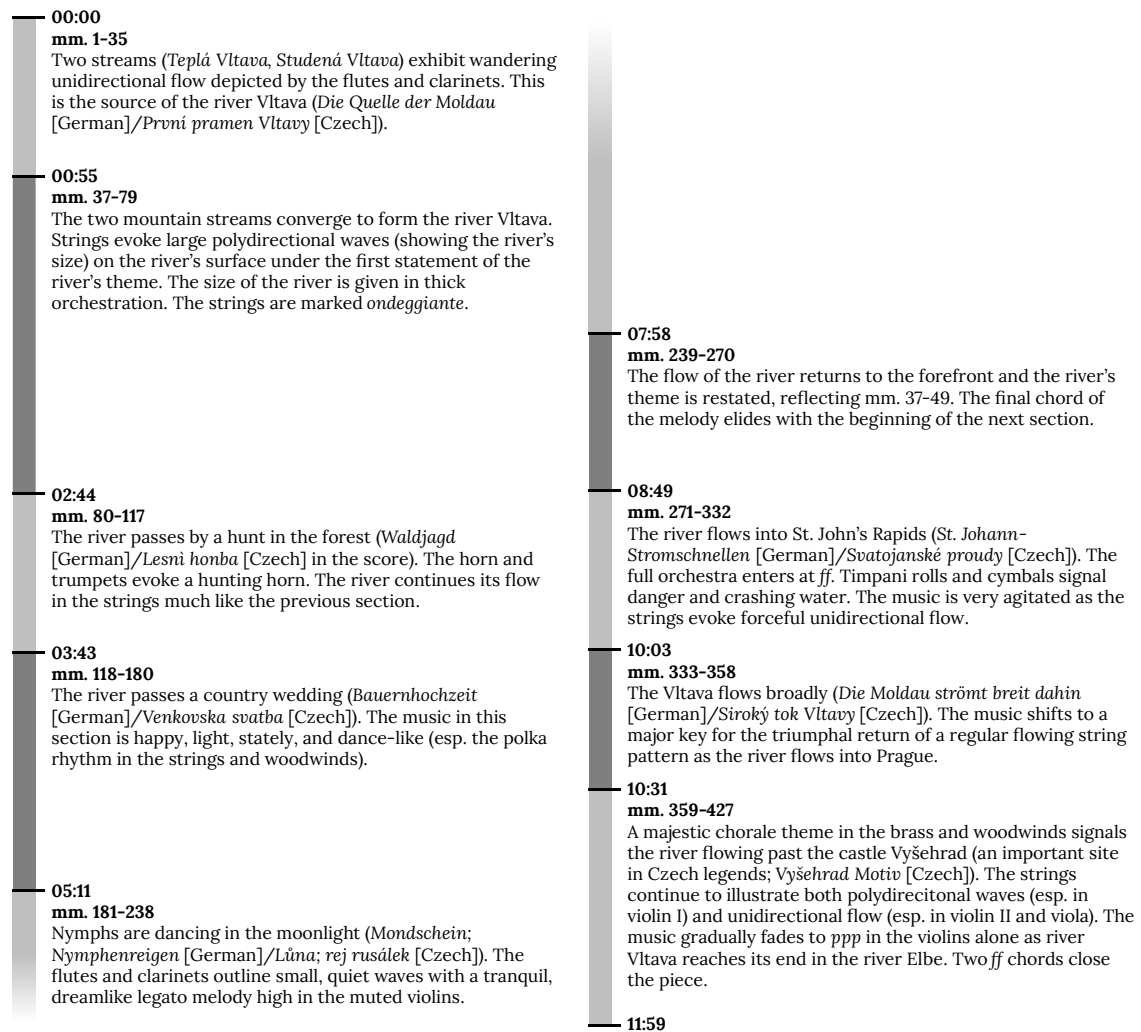 00:00
mm. 1-35
Two streams (Teplá Vltava, Studená Vltava) exhibit wandering
unidirectional flow depicted by the flutes and clarinets. This
is the source of the river Vltava (Die Quelle der Moldau
[German]/První pramen Vltavy [Czech]).
00:55
mm. 37-79
The two mountain streams converge to form the river Vltava.
Strings evoke large polydirectional waves (showing the river's
size) on the river's surface under the first statement of the
river's theme. The size of the river is given in thick
orchestration. The strings are marked ondeggiante.
02:44
mm. 80-117
The river passes by a hunt in the forest (Waldjagd
[German]/Lesnì honba [Czech] in the score). The horn and
trumpets evoke a hunting horn. The river continues its flow
in the strings much like the previous section.
03:43
mm. 118-180
The river passes a country wedding (Bauernhochzeit
[German]/Venkovska svatba [Czech]). The music in this
section is happy, light, stately, and dance-like (esp. the polka
rhythm in the strings and woodwinds).
05:11
mm. 181-238
Nymphs are dancing in the moonlight (Mondschein;
Nymphenreigen [German]/Lůna; rej rusálek [Czech]). The
flutes and clarinets outline small, quiet waves with a tranquil,
dreamlike legato melody high in the muted violins.
07:58
mm. 239-270
The flow of the river returns to the forefront and the river's
theme is restated, reflecting mm. 37-49. The final chord of
the melody elides with the beginning of the next section.
08:49
mm. 271-332
The river flows into St. John's Rapids (St. Johann-
Stromschnellen [German]/Svatojanské proudy [Czech]). The
full orchestra enters at ff. Timpani rolls and cymbals signal
danger and crashing water. The music is very agitated as the
strings evoke forceful unidirectional flow.
10:03
mm. 333-358
The Vltava flows broadly (Die Moldau strömt breit dahin
[German]/Siroký tok Vltavy [Czech]). The music shifts to a
major key for the triumphal return of a regular flowing string
pattern as the river flows into Prague.
10:31
mm. 359-427
A majestic chorale theme in the brass and woodwinds signals
the river flowing past the castle Vyšehrad (an important site
in Czech legends; Vyšehrad Motiv [Czech]). The strings
continue to illustrate both polydirecitonal waves (esp. in
violin I) and unidirectional flow (esp. in violin II and viola). The
music gradually fades to ppp in the violins alone as river
Vltava reaches its end in the river Elbe. Two ff chords close
the piece.
11:59